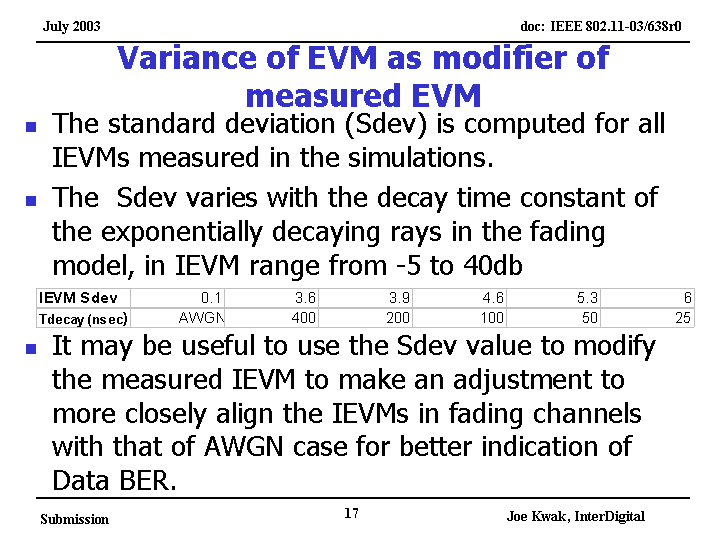 July 2003 doc: IEEE 802.11-03/638r0
Variance of EVM as modifier of
measured EVM
The standard deviation (Sdev) is computed for all
IEVMs measured in the simulations.
The Sdev varies with the decay time constant of
the exponentially decaying rays in the fading
model, in IEVM range from -5 to 40db
IEVM Sdev 0.1 3.6 3.9 4.6 5.3 6
Tdecay (nsec) AWGN 400 200 100 50 25
It may be useful to use the Sdev value to modify
the measured IEVM to make an adjustment to
more closely align the IEVMs in fading channels
with that of AWGN case for better indication of
Data BER.
Submission 17 Joe Kwak, InterDigital